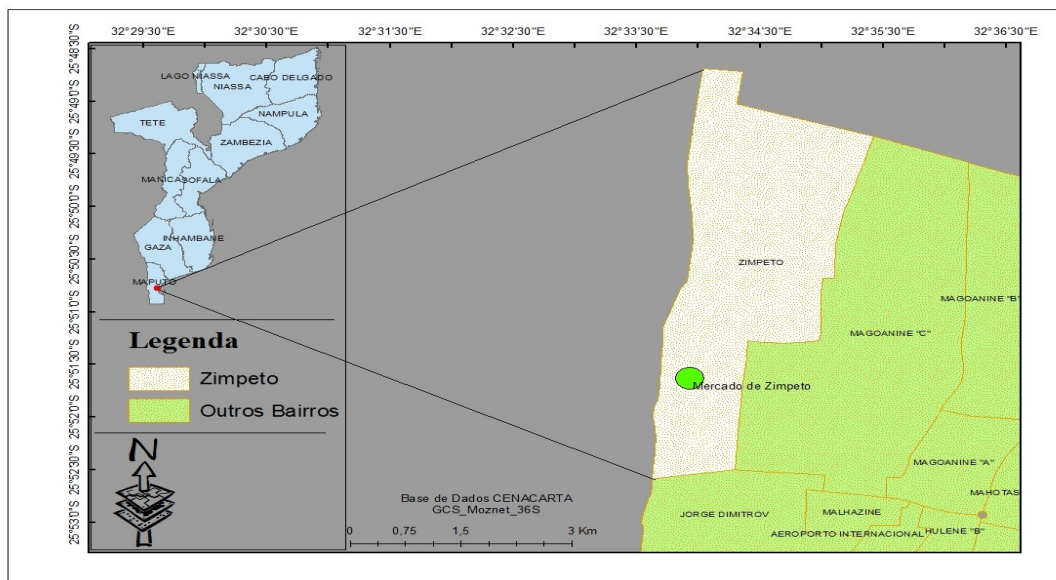 32°29'30"E 32°30'30"E 32°31'30"E 32°32'30"E 32°33'30"E 32°34'30"E 32°35'30"E 32°36'30"E
25°48'30"S
25°49'0"S
25°49'30"S
25°50'0"S
25°50'30"S
25°51'0"S
25°51'30"S
25°52'0"S
25°52'30"S
25°53'0"S
LAGO NIASSA
CABO DELGADO
NIASSA
TETE
NAMPULA
ZAMBEZIA
MANICA
SOFALA
INHAMBANE
GAZA
MAPUTO
Legenda
Zimpeto
Outros Bairros
N
ZIMPETO
MAGOANINE "B"
MAGOANINE "C"
Mercado de Zimpeto
MAGOANINE "A"
MAHOTAS
JORGE DIMITROV
MALHAZINE
AEROPORTO INTERNACIONAL
HULENE "B"
Base de Dados CENACARTA
GCS_Moznet_36S
0 0,75 1,5 3 Km